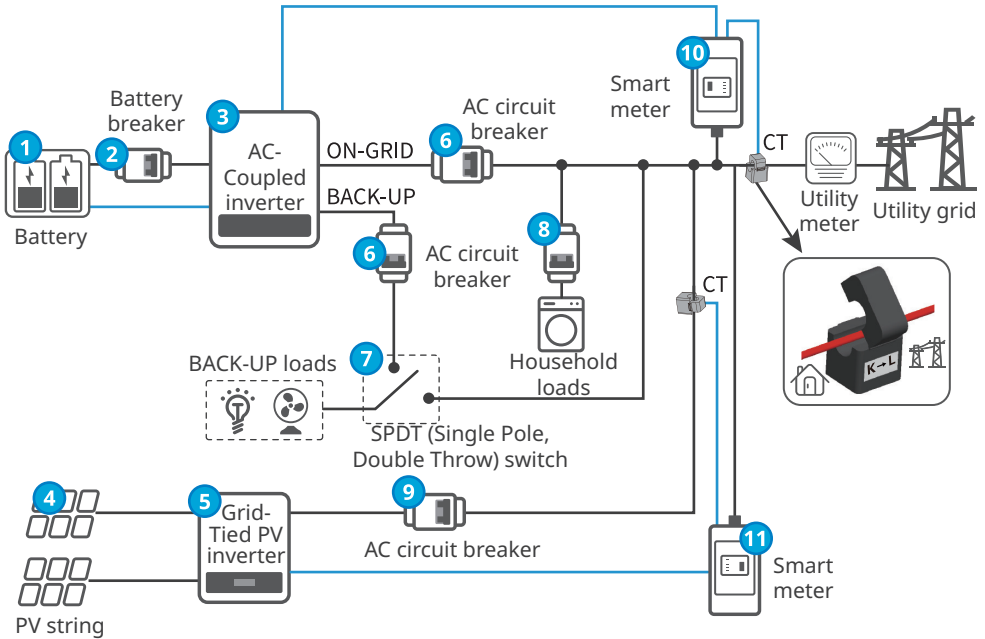 10
Smart
meter
Battery
breaker
3
AC circuit
breaker
1
2
AC-
Coupled
inverter
ON-GRID
6
CT
BACK-UP
Utility
meter
Utility grid
Battery
6
AC circuit
breaker
8
CT
7
BACK-UP loads
Household
loads
K→L
SPDT (Single Pole,
Double Throw) switch
4
5
Grid-
Tied PV
inverter
9
AC circuit breaker
11
Smart
meter
PV string